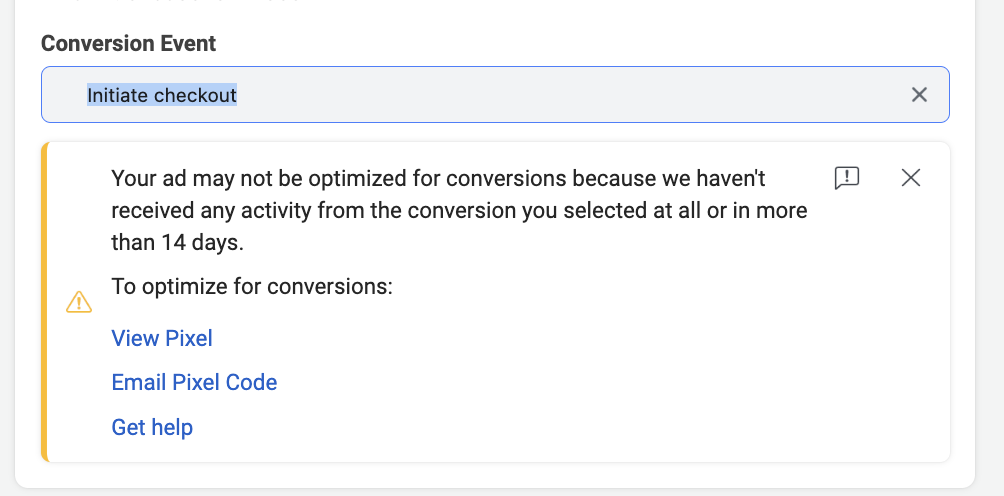 Conversion Event
Initiate checkout
Your ad may not be optimized for conversions because we haven't
received any activity from the conversion you selected at all or in more
than 14 days.
To optimize for conversions:
View Pixel
Email Pixel Code
Get help